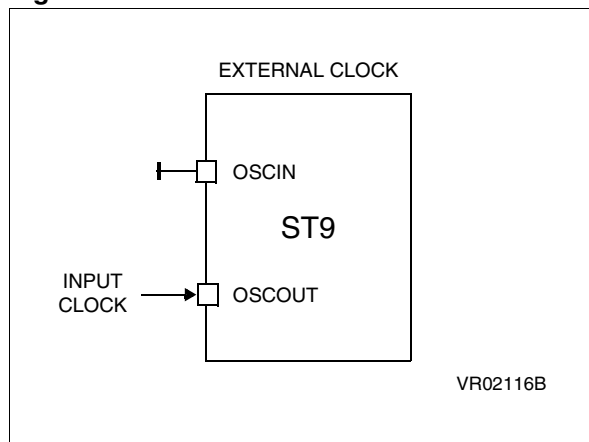 EXTERNAL CLOCK
OSCIN
ST9
INPUT
CLOCK
OSCOUT
VR02116B